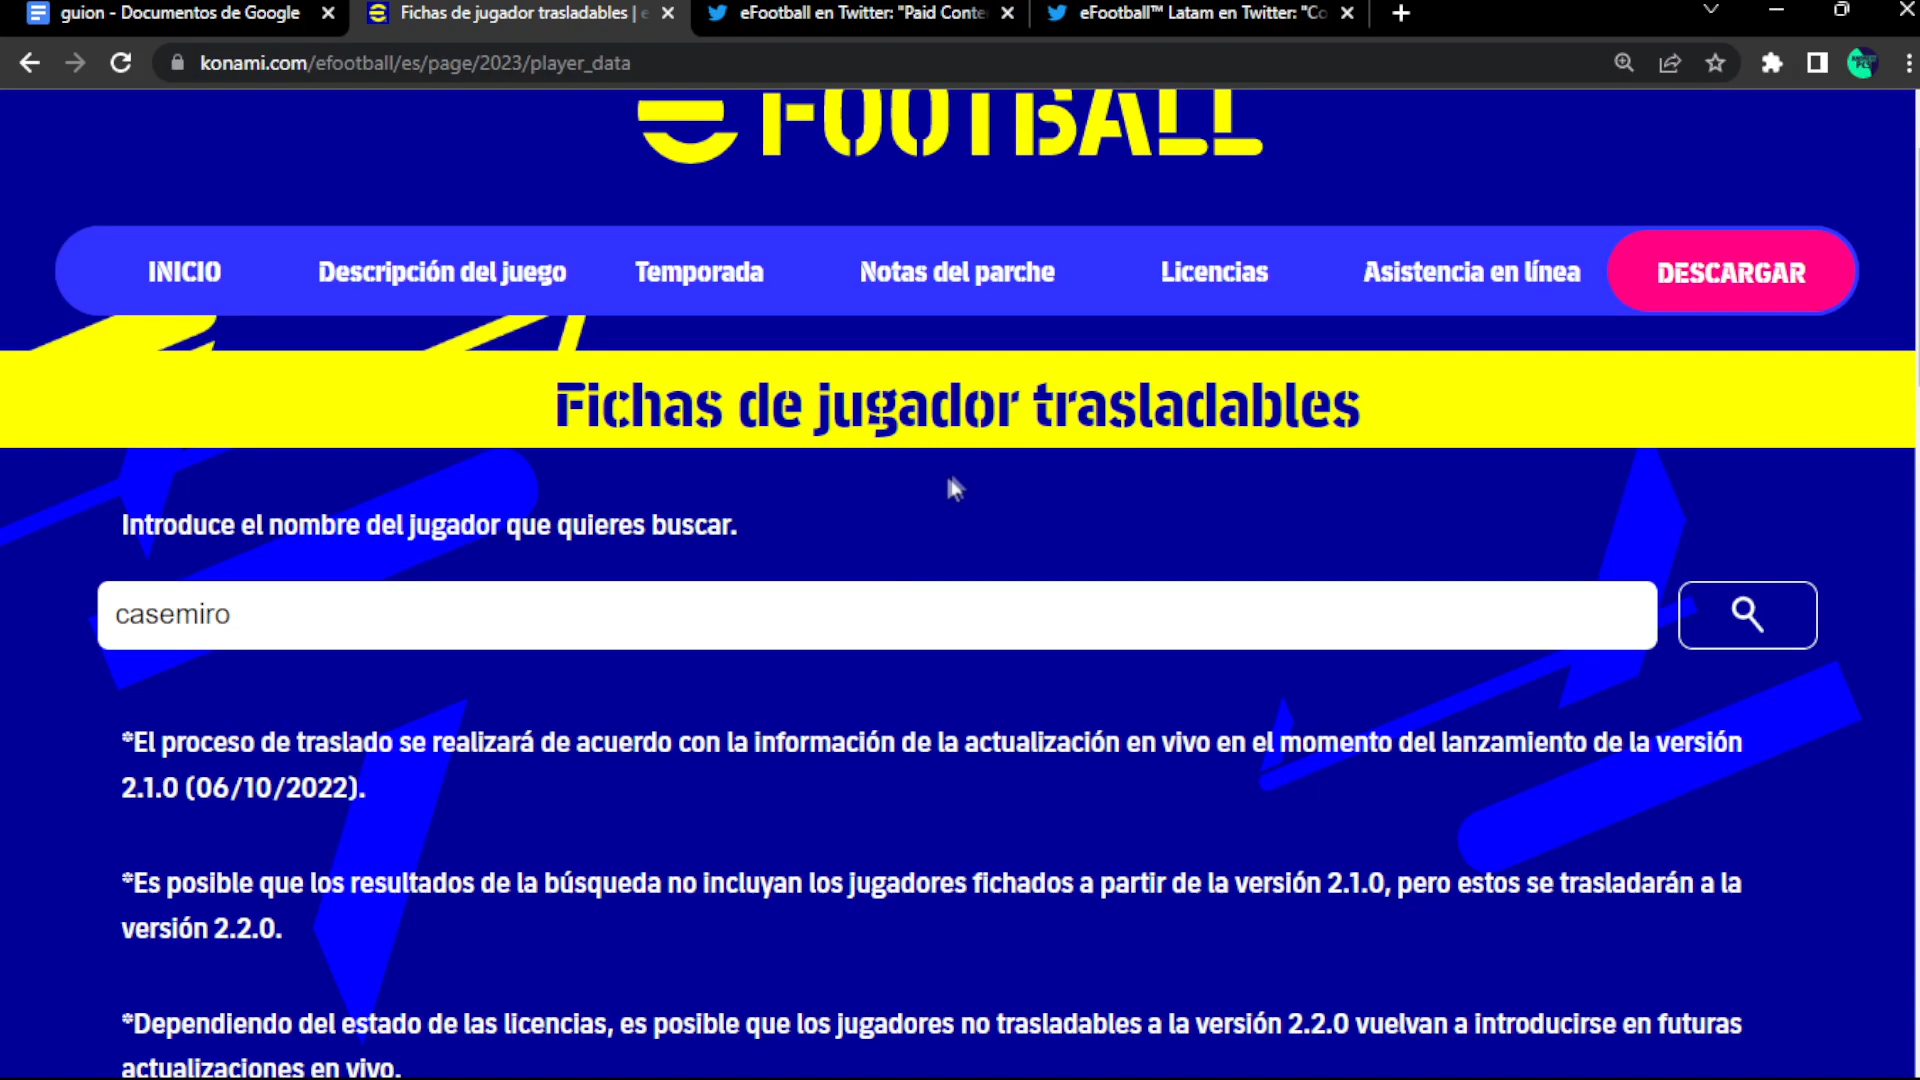 guion - Documentos de Google
Fichas de jugador trasladables | e
eFootball en Twitter: "Paid Conte
eFootball™ Latam en Twitter: "Co
konami.com/efootball/es/page/2023/player_data
eFOOTBALL
INICIO
Descripción del juego
Temporada
Notas del parche
Licencias
Asistencia en línea
DESCARGAR
Fichas de jugador trasladables
Introduce el nombre del jugador que quieres buscar.
casemiro
*El proceso de traslado se realizará de acuerdo con la información de la actualización en vivo en el momento del lanzamiento de la versión
2.1.0 (06/10/2022).
*Es posible que los resultados de la búsqueda no incluyan los jugadores fichados a partir de la versión 2.1.0, pero estos se trasladarán a la
versión 2.2.0.
*Dependiendo del estado de las licencias, es posible que los jugadores no trasladables a la versión 2.2.0 vuelvan a introducirse en futuras
actualizaciones en vivo.